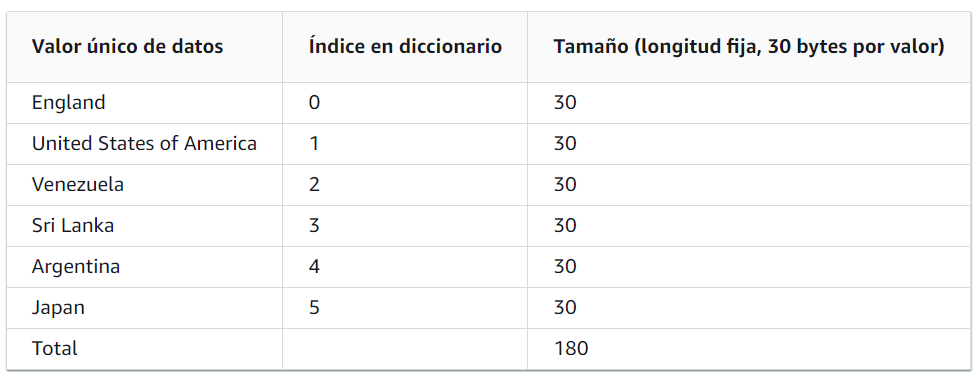 Valor único de datos Índice en diccionario Tamaño (longitud fija, 30 bytes por valor)
England 0 30
United States of America 1 30
Venezuela 2 30
Sri Lanka 3 30
Argentina 4 30
Japan 5 30
Total 180